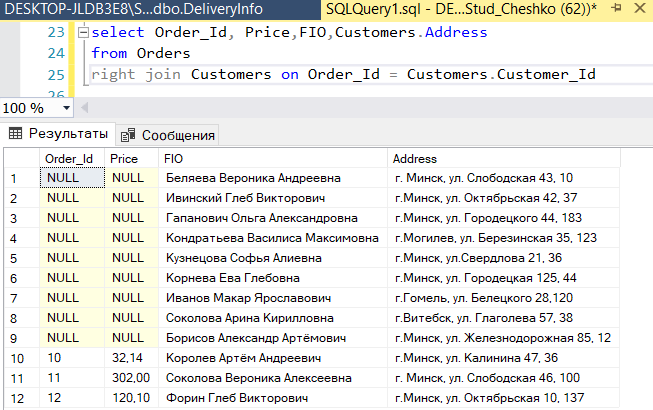 DESKTOP-JLDB3E8\S...dbo.DeliveryInfo SQLQuery1.sql - DE...Stud_Cheshko (62))*
23 select Order_Id, Price,FIO,Customers.Address
24 from Orders
25 right join Customers on Order_Id = Customers.Customer_Id
26
100 %
Результаты Сообщения
Order_Id Price FIO Address
1 NULL NULL Беляева Вероника Андреевна г. Минск, ул. Слободская 43, 10
2 NULL NULL Ивинский Глеб Викторович г.Минск, ул. Октябрьская 42, 37
3 NULL NULL Гапанович Ольга Александровна г.Минск, ул. Городецкого 44, 183
4 NULL NULL Кондратьева Василиса Максимовна г.Могилев, ул. Березинская 35, 123
5 NULL NULL Кузнецова Софья Алиевна г.Минск, ул.Свердлова 21, 36
6 NULL NULL Корнева Ева Глебовна г.Минск, ул. Городецкая 125, 44
7 NULL NULL Иванов Макар Ярославович г.Гомель, ул. Белецкого 28,120
8 NULL NULL Соколова Арина Кирилловна г.Витебск, ул. Глаголева 57, 38
9 NULL NULL Борисов Александр Артёмович г.Минск, ул. Железнодорожная 85, 12
10 10 32,14 Королев Артём Андреевич г.Минск, ул. Калинина 47, 36
11 11 302,00 Соколова Вероника Алексеевна г. Минск, ул. Слободская 46, 100
12 12 120,10 Форин Глеб Викторович г.Минск, ул. Октябрьская 10, 137